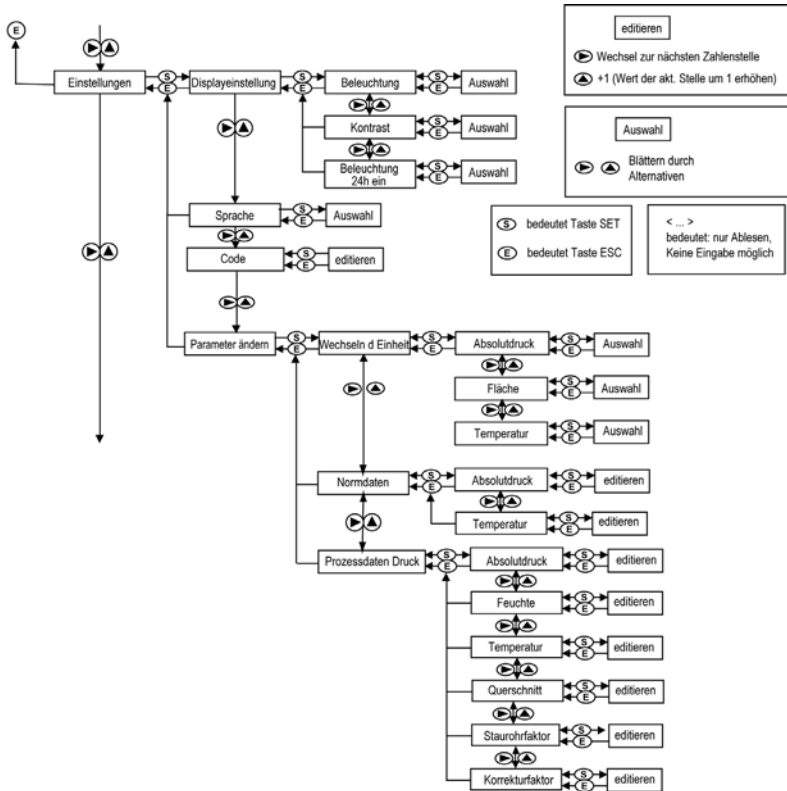 E
Einstellungen S E Displayeinstellung S E Beleuchtung S E Auswahl
Kontrast S E Auswahl
Beleuchtung
24h ein S E Auswahl
Sprache S E Auswahl
Code S E editieren
Parameter ändern S E Wechseln d Einheit S E Absolutdruck S E Auswahl
Fläche S E Auswahl
Temperatur S E Auswahl
Normdaten S E Absolutdruck S E editieren
Temperatur S E editieren
Prozessdaten Druck S E Absolutdruck S E editieren
Feuchte S E editieren
Temperatur S E editieren
Querschnitt S E editieren
Staurohrfaktor S E editieren
Korrekturfaktor S E editieren
editieren
Wechsel zur nächsten Zahlenstelle
+1 (Wert der akt. Stelle um 1 erhöhen)
Auswahl
Blättern durch
Alternativen
S bedeutet Taste SET
E bedeutet Taste ESC
< ... >
bedeutet: nur Ablesen,
Keine Eingabe möglich